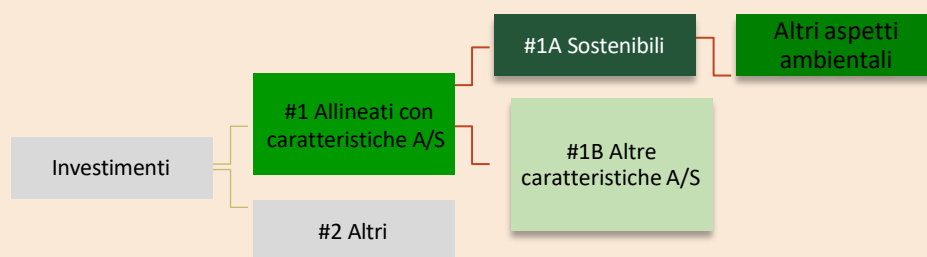 Investimenti
#1 Allineati con
caratteristiche A/S
#2 Altri
#1A Sostenibili
#1B Altre
caratteristiche A/S
Altri aspetti
ambientali